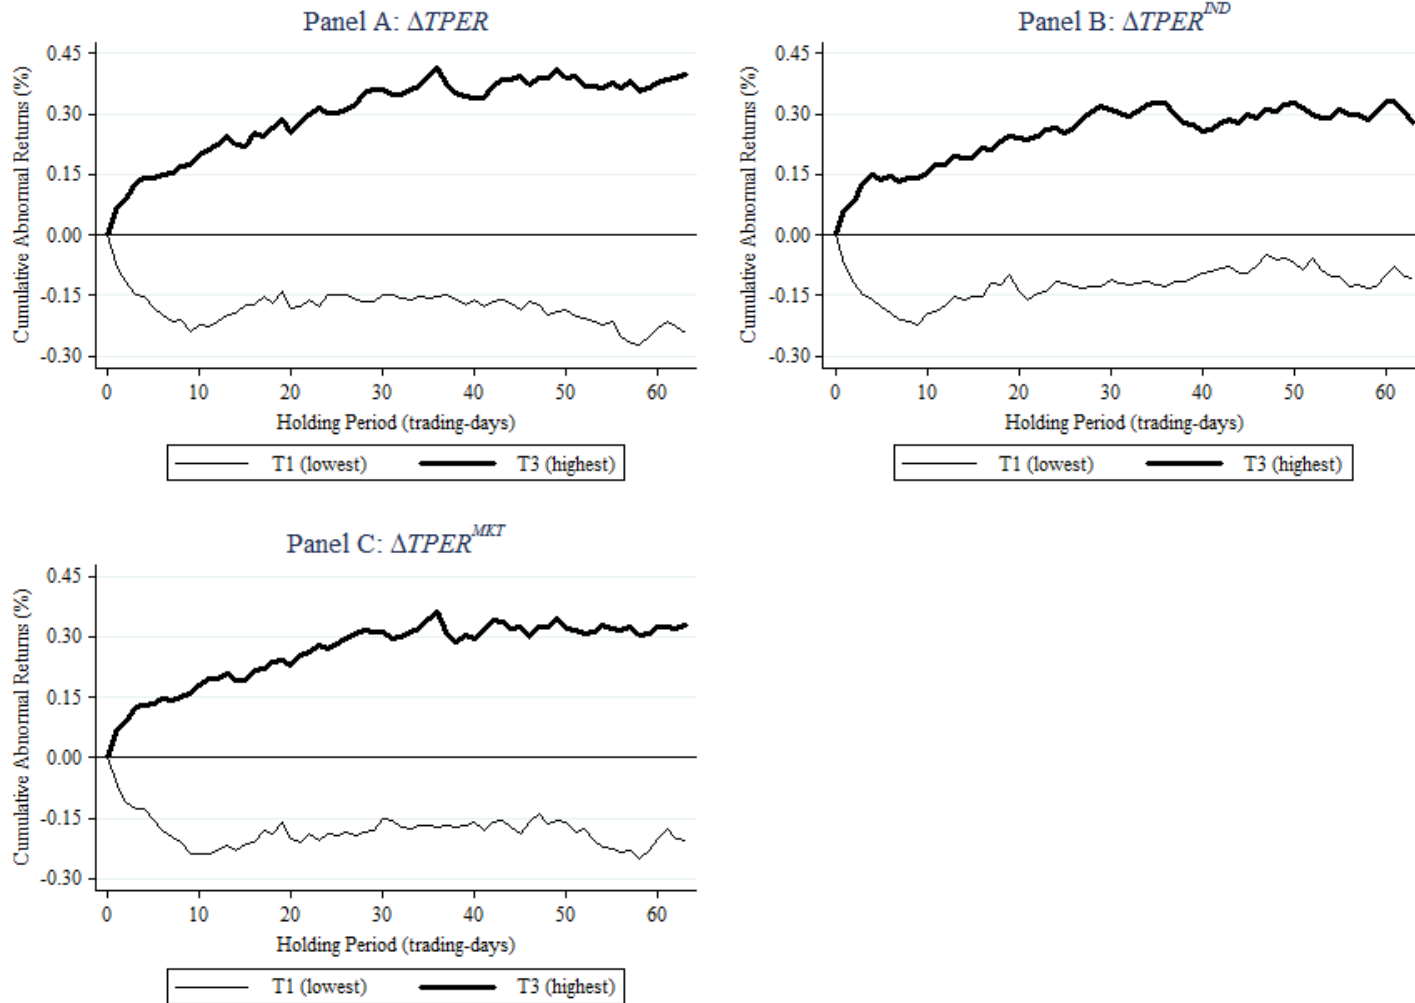 Panel A: ΔTPER
Cumulative Abnormal Returns (%)
0.45
0.30
0.15
0.00
-0.15
-0.30
0 10 20 30 40 50 60
Holding Period (trading-days)
T1 (lowest) T3 (highest)
Panel B: ΔTPER^IND
Cumulative Abnormal Returns (%)
0.45
0.30
0.15
0.00
-0.15
-0.30
0 10 20 30 40 50 60
Holding Period (trading-days)
T1 (lowest) T3 (highest)
Panel C: ΔTPER^MKT
Cumulative Abnormal Returns (%)
0.45
0.30
0.15
0.00
-0.15
-0.30
0 10 20 30 40 50 60
Holding Period (trading-days)
T1 (lowest) T3 (highest)